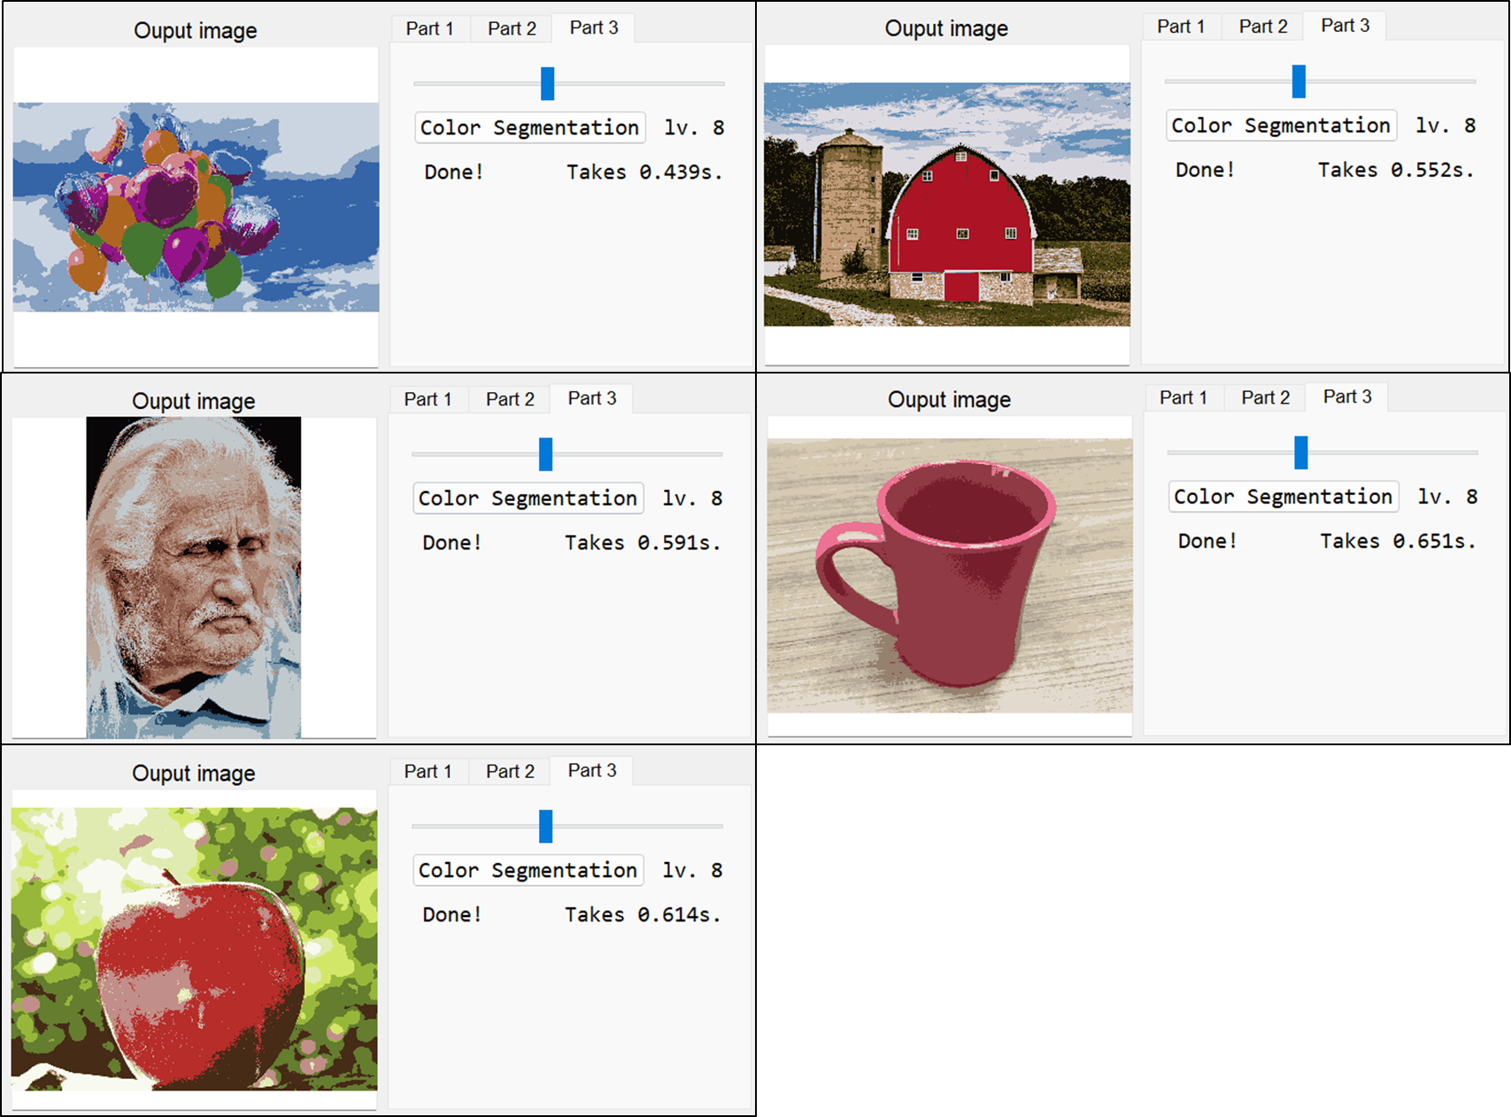 Ouput image
Part 1 Part 2 Part 3
Color Segmentation lv. 8
Done! Takes 0.439s.
Ouput image
Part 1 Part 2 Part 3
Color Segmentation lv. 8
Done! Takes 0.552s.
Ouput image
Part 1 Part 2 Part 3
Color Segmentation lv. 8
Done! Takes 0.591s.
Ouput image
Part 1 Part 2 Part 3
Color Segmentation lv. 8
Done! Takes 0.651s.
Ouput image
Part 1 Part 2 Part 3
Color Segmentation lv. 8
Done! Takes 0.614s.